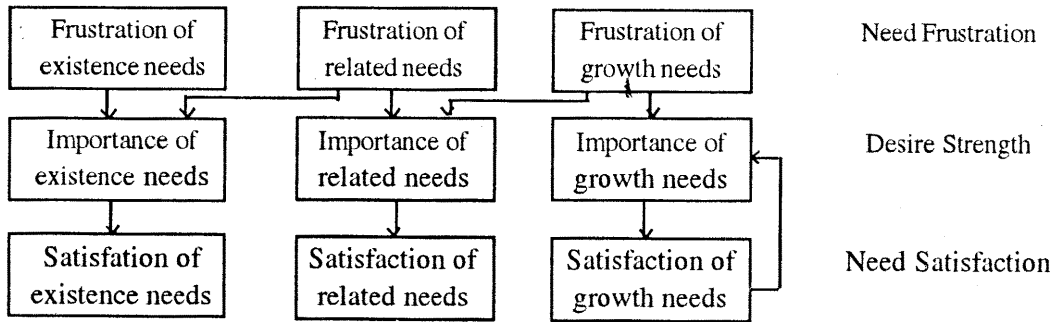 Frustration of
existence needs
Frustration of
related needs
Frustration of
growth needs
Need Frustration
Importance of
existence needs
Importance of
related needs
Importance of
growth needs
Desire Strength
Satisfation of
existence needs
Satisfaction of
related needs
Satisfaction of
growth needs
Need Satisfaction